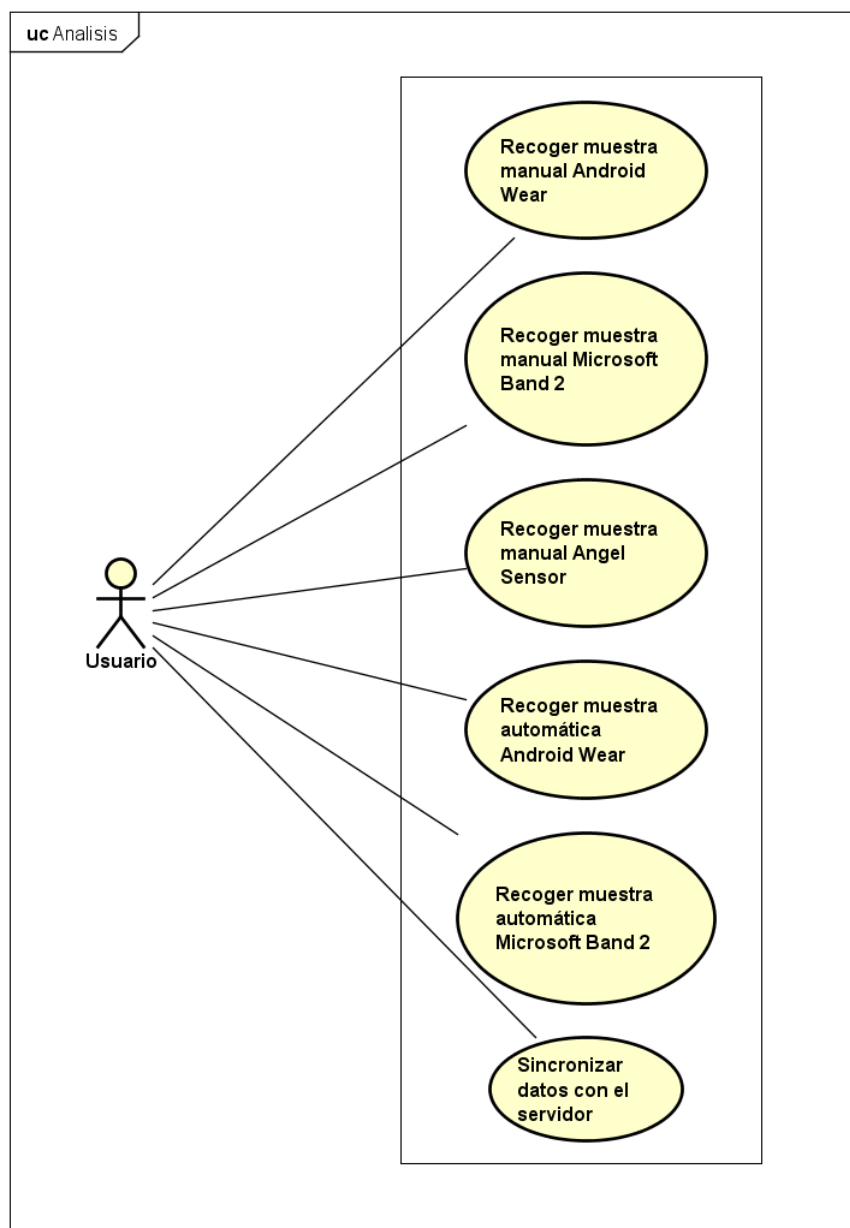 uc Analisis
Recoger muestra
manual Android
Wear
Recoger muestra
manual Microsoft
Band 2
Recoger muestra
manual Angel
Sensor
Usuario
Recoger muestra
automática
Android Wear
Recoger muestra
automática
Microsoft Band 2
Sincronizar
datos con el
servidor